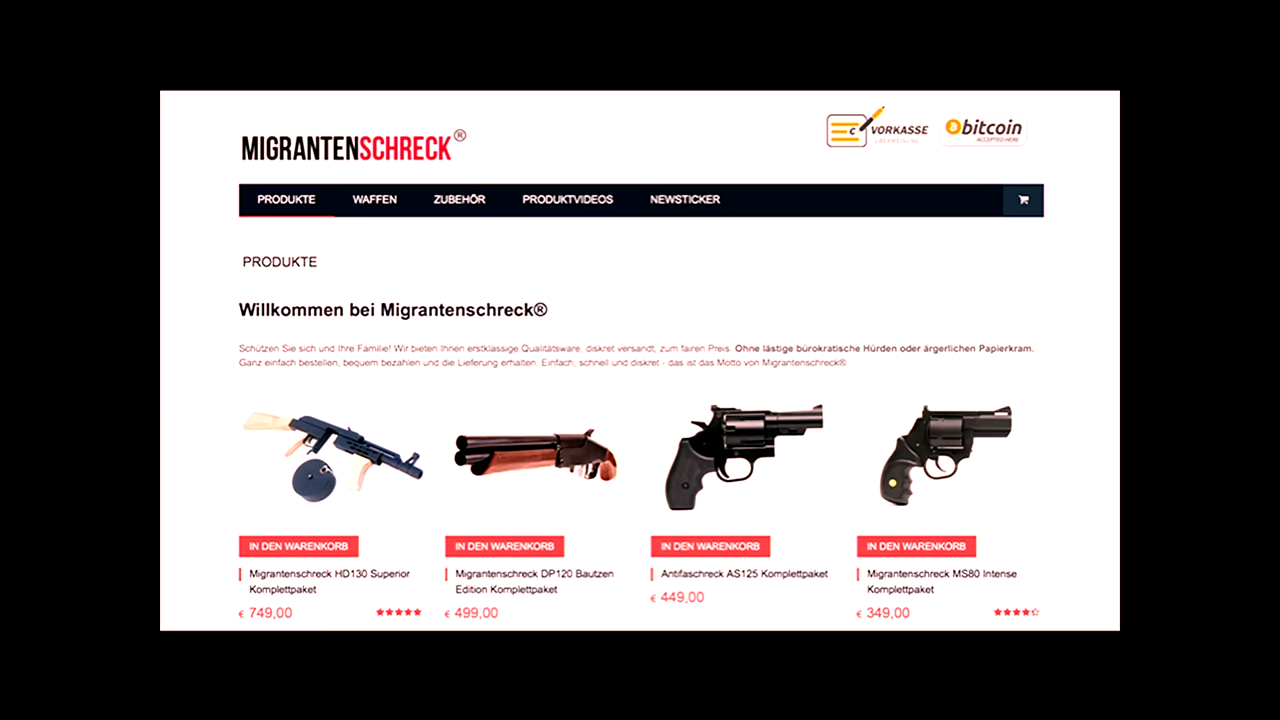 MIGRANTENSCHRECK®
VORKASSE
bitcoin
ACCEPTED HERE
PRODUKTE WAFFEN ZUBEHÖR PRODUKTVIDEOS NEWSTICKER
PRODUKTE
Willkommen bei Migrantenschreck®
Schützen Sie sich und Ihre Familie! Wir bieten Ihnen erstklassige Qualitätsware, diskret versandt, zum fairen Preis. Ohne lästige bürokratische Hürden oder ärgerlichen Papierkram.
Ganz einfach bestellen, bequem bezahlen und die Lieferung erhalten. Einfach, schnell und diskret - das ist das Motto von Migrantenschreck®.
IN DEN WARENKORB IN DEN WARENKORB IN DEN WARENKORB IN DEN WARENKORB
Migrantenschreck HD130 Superior
Komplettpaket
€ 749,00
Migrantenschreck DP120 Bautzen
Edition Komplettpaket
€ 499,00
Antifaschreck AS125 Komplettpaket
€ 449,00
Migrantenschreck MS80 Intense
Komplettpaket
€ 349,00